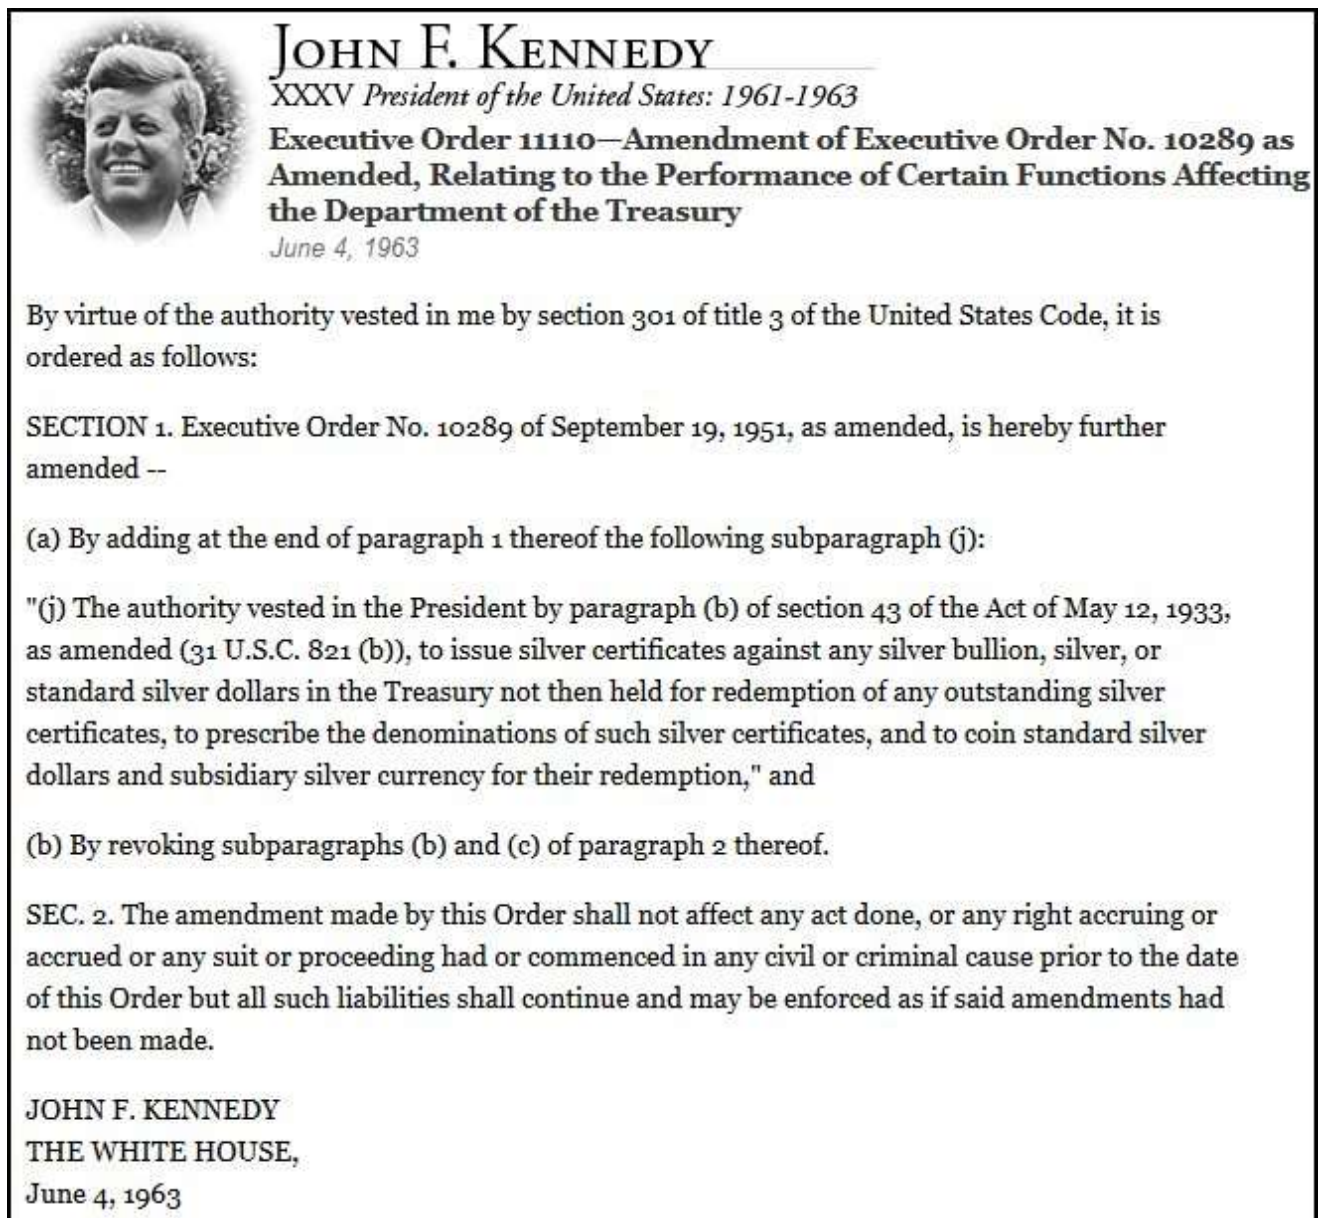 JOHN F. KENNEDY
XXXV President of the United States: 1961-1963
Executive Order 11110—Amendment of Executive Order No. 10289 as
Amended, Relating to the Performance of Certain Functions Affecting
the Department of the Treasury
June 4, 1963
By virtue of the authority vested in me by section 301 of title 3 of the United States Code, it is
ordered as follows:
SECTION 1. Executive Order No. 10289 of September 19, 1951, as amended, is hereby further
amended --
(a) By adding at the end of paragraph 1 thereof the following subparagraph (j):
"(j) The authority vested in the President by paragraph (b) of section 43 of the Act of May 12, 1933,
as amended (31 U.S.C. 821 (b)), to issue silver certificates against any silver bullion, silver, or
standard silver dollars in the Treasury not then held for redemption of any outstanding silver
certificates, to prescribe the denominations of such silver certificates, and to coin standard silver
dollars and subsidiary silver currency for their redemption," and
(b) By revoking subparagraphs (b) and (c) of paragraph 2 thereof.
SEC. 2. The amendment made by this Order shall not affect any act done, or any right accruing or
accrued or any suit or proceeding had or commenced in any civil or criminal cause prior to the date
of this Order but all such liabilities shall continue and may be enforced as if said amendments had
not been made.
JOHN F. KENNEDY
THE WHITE HOUSE,
June 4, 1963